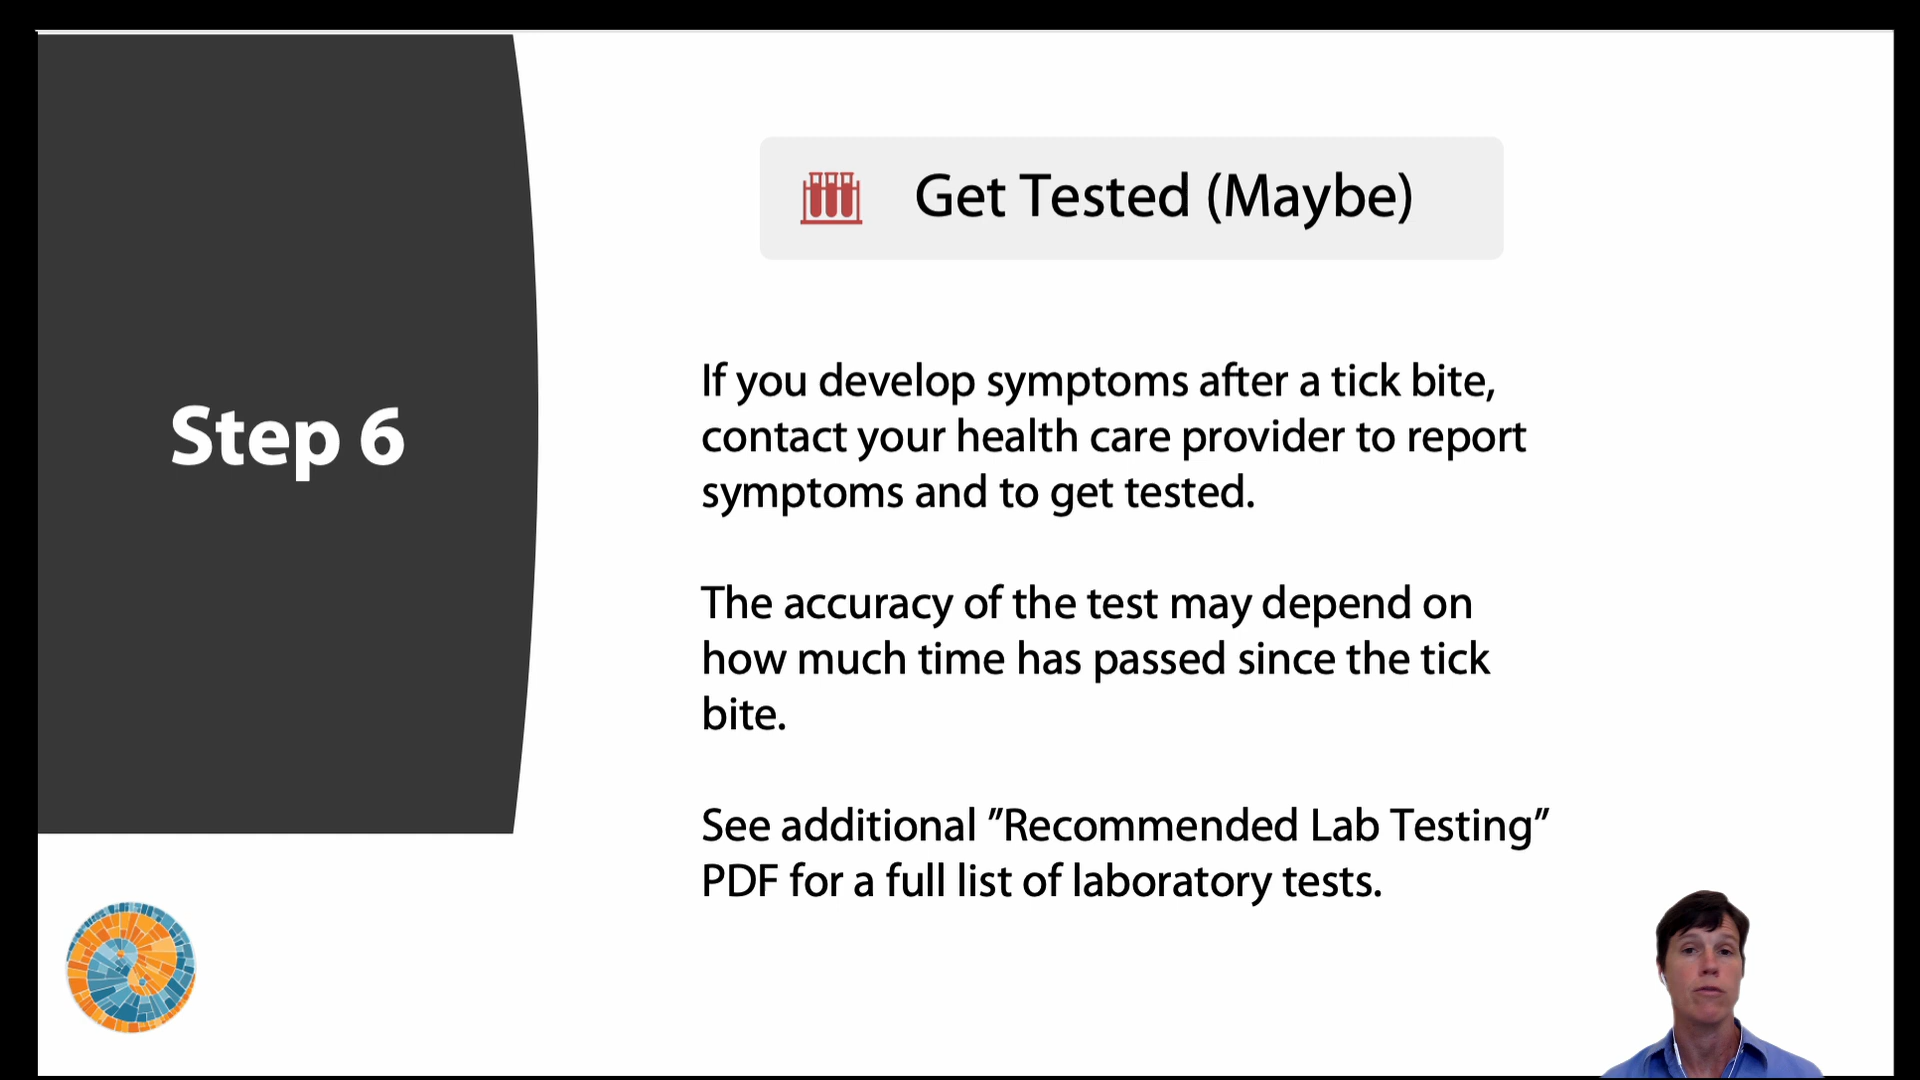 Step 6
Get Tested (Maybe)
If you develop symptoms after a tick bite,
contact your health care provider to report
symptoms and to get tested.
The accuracy of the test may depend on
how much time has passed since the tick
bite.
See additional ”Recommended Lab Testing”
PDF for a full list of laboratory tests.